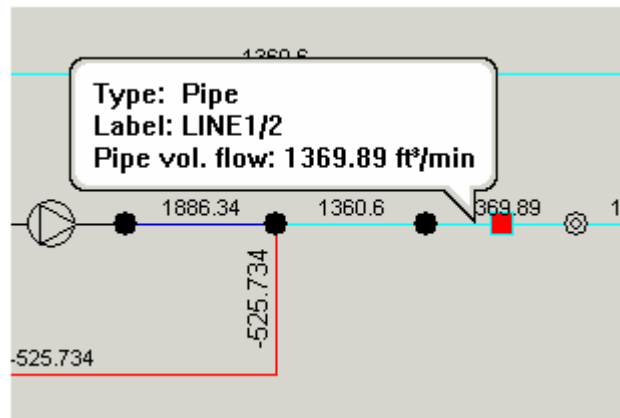 1360.6
Type: Pipe
Label: LINE1/2
Pipe vol. flow: 1369.89 ft³/min
1886.34 1360.6 369.89 1
-525.734
-525.734